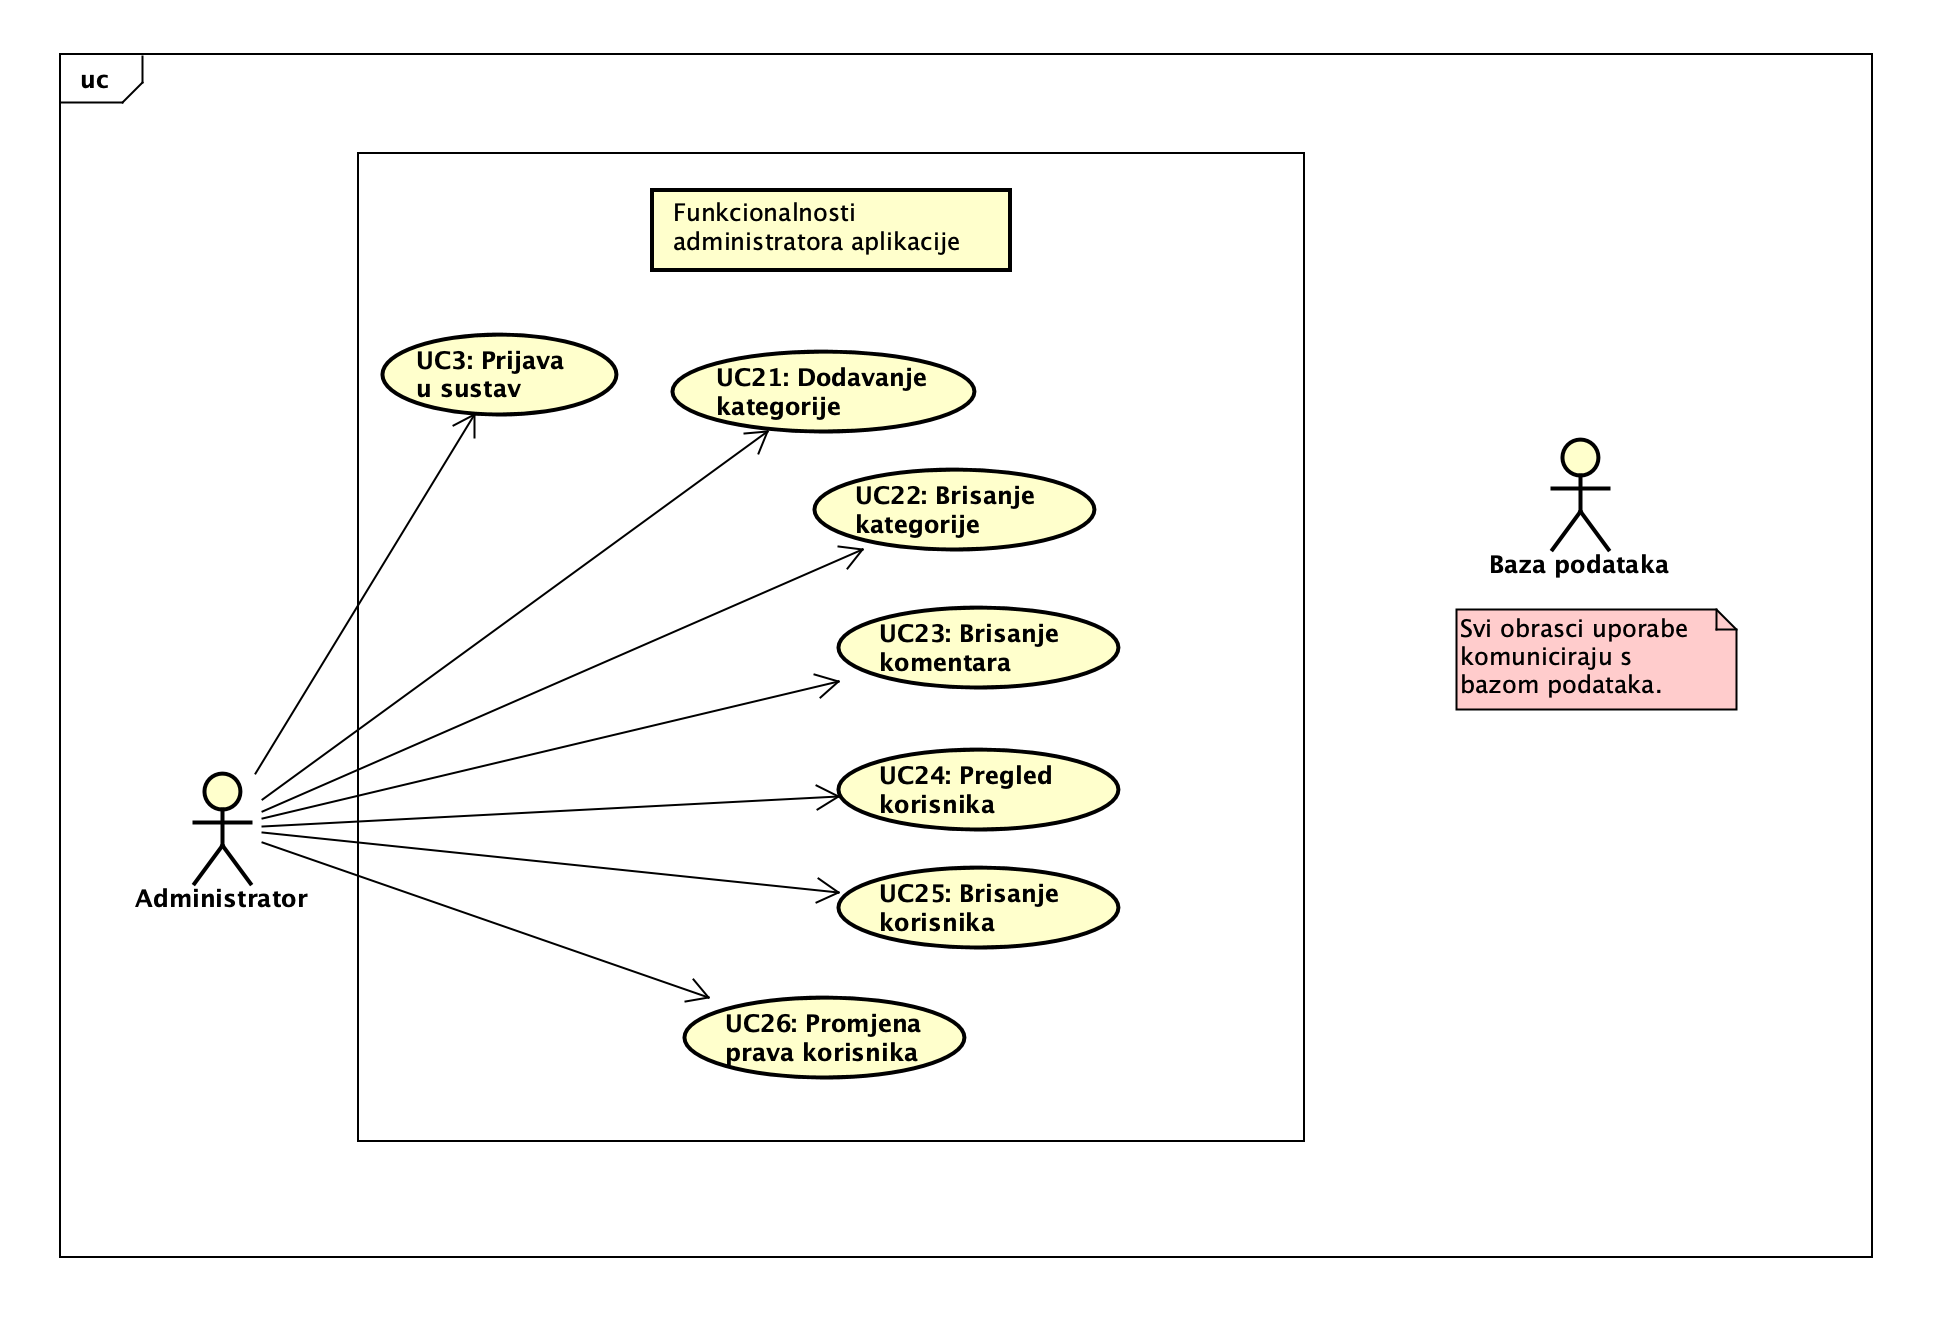 uc
Funkcionalnosti
administratora aplikacije
UC3: Prijava
u sustav
UC21: Dodavanje
kategorije
UC22: Brisanje
kategorije
UC23: Brisanje
komentara
UC24: Pregled
korisnika
UC25: Brisanje
korisnika
UC26: Promjena
prava korisnika
Administrator
Baza podataka
Svi obrasci uporabe
komuniciraju s
bazom podataka.